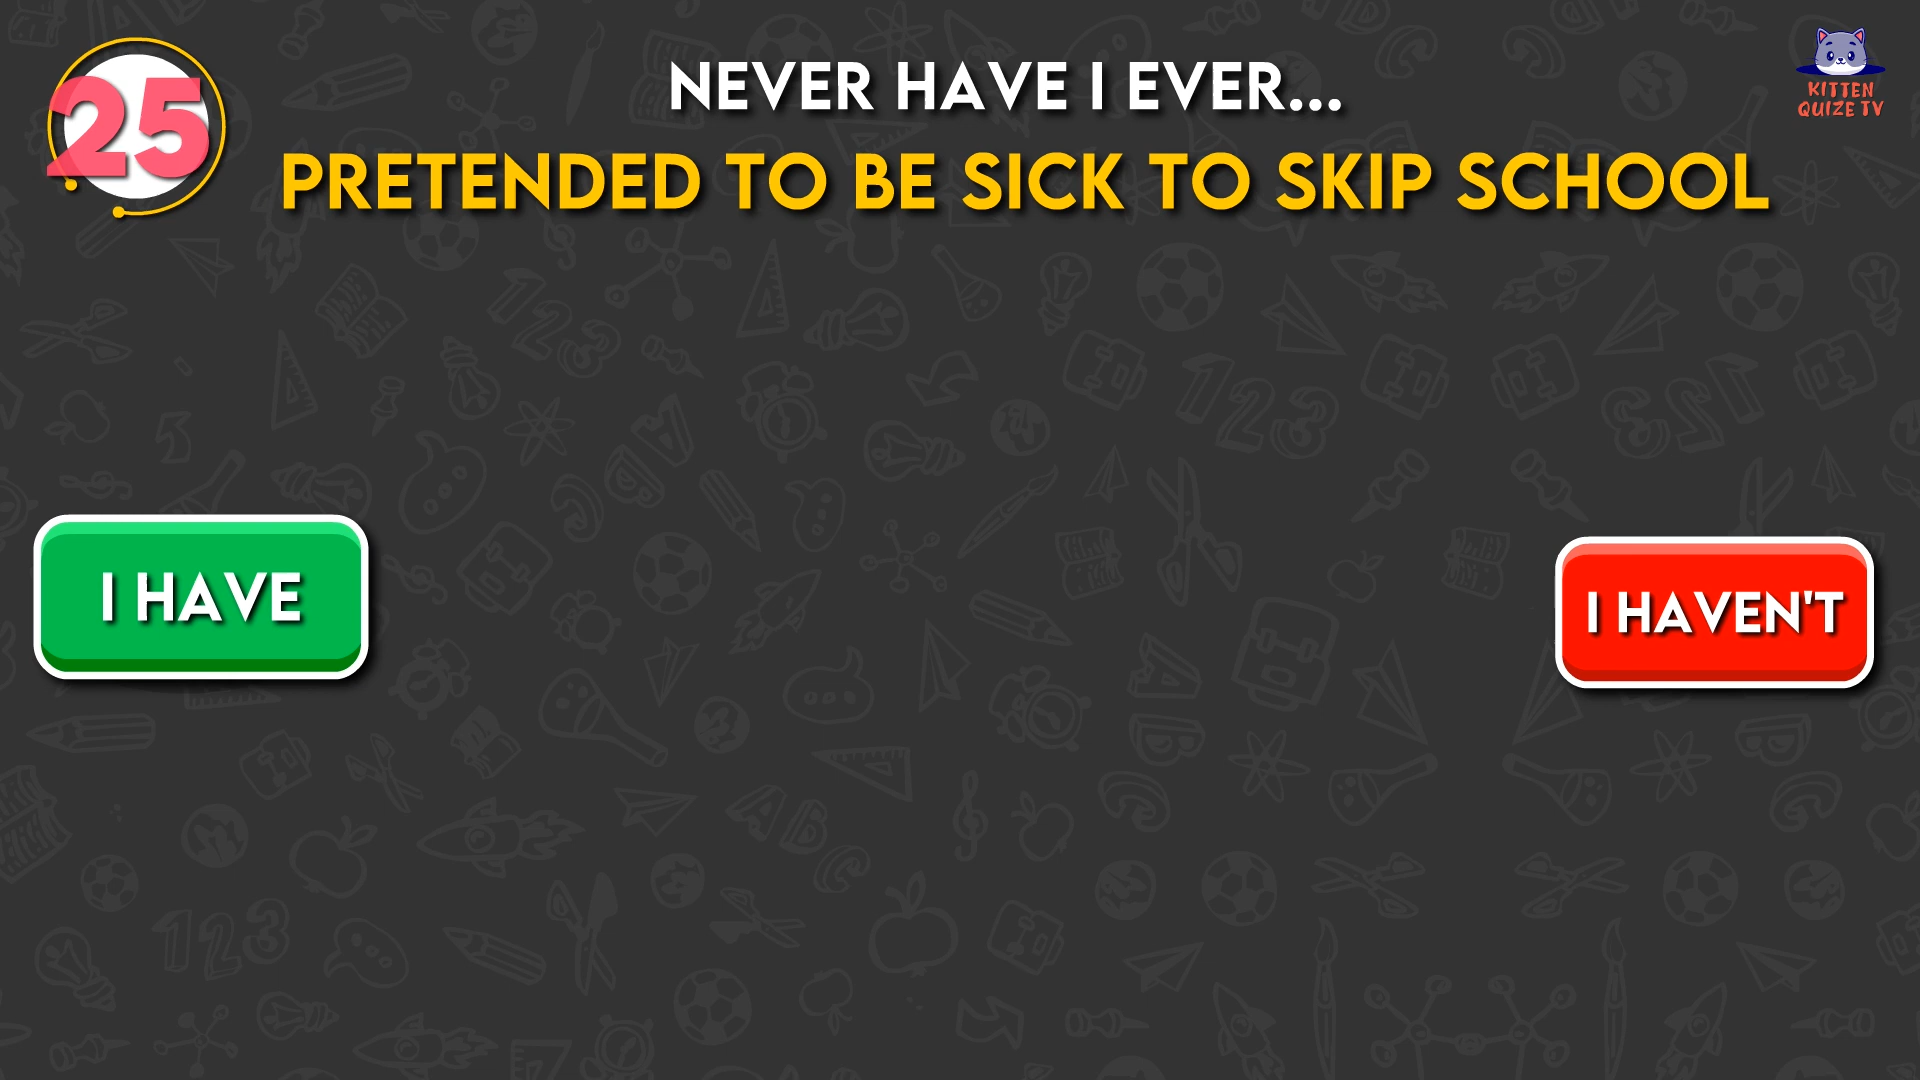 25
NEVER HAVE I EVER...
PRETENDED TO BE SICK TO SKIP SCHOOL
KITTEN
QUIZE TV
I HAVE
I HAVEN'T